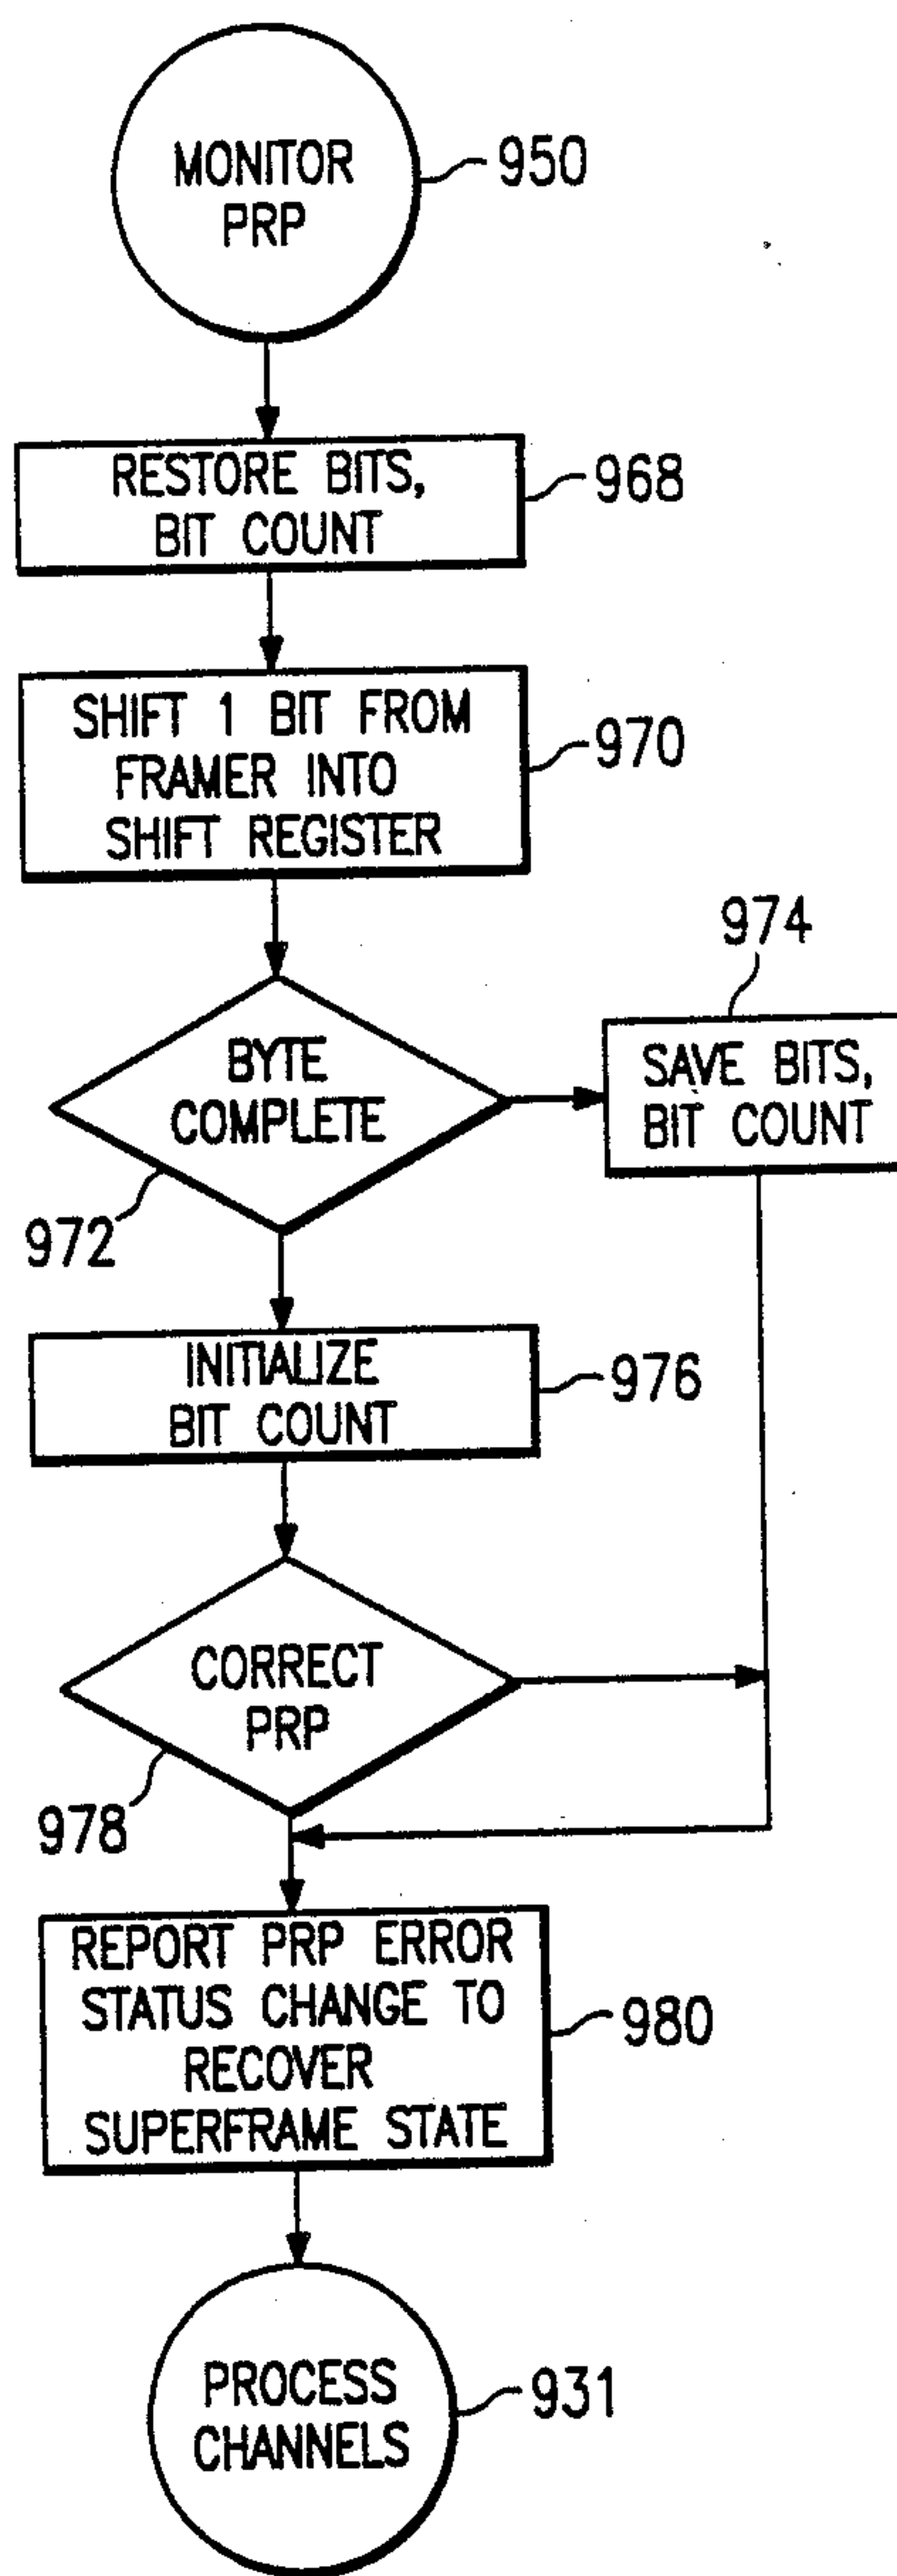 MONITOR
PRP
950
RESTORE BITS,
BIT COUNT
968
SHIFT 1 BIT FROM
FRAMER INTO
SHIFT REGISTER
970
BYTE
COMPLETE
972
974
SAVE BITS,
BIT COUNT
INITIALIZE
BIT COUNT
976
CORRECT
PRP
978
REPORT PRP ERROR
STATUS CHANGE TO
RECOVER
SUPERFRAME STATE
980
PROCESS
CHANNELS
931